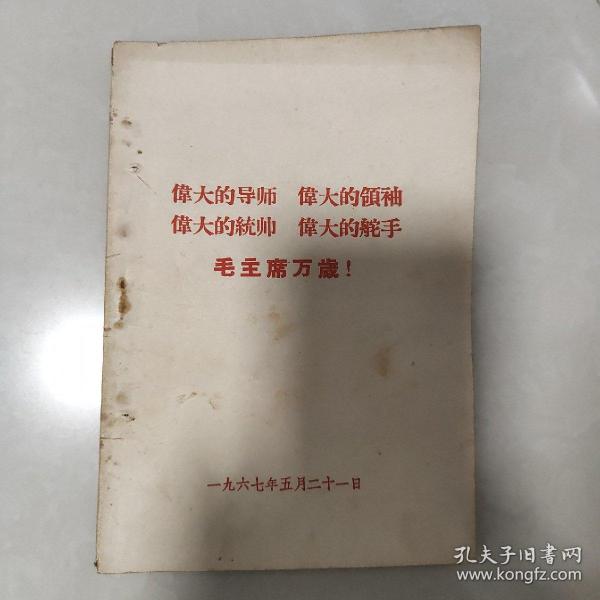 偉大的导师 偉大的領袖
偉大的統帅 偉大的舵手
毛主席万歲！
一九六七年五月二十一日
孔夫子旧书网
www.kongfz.com